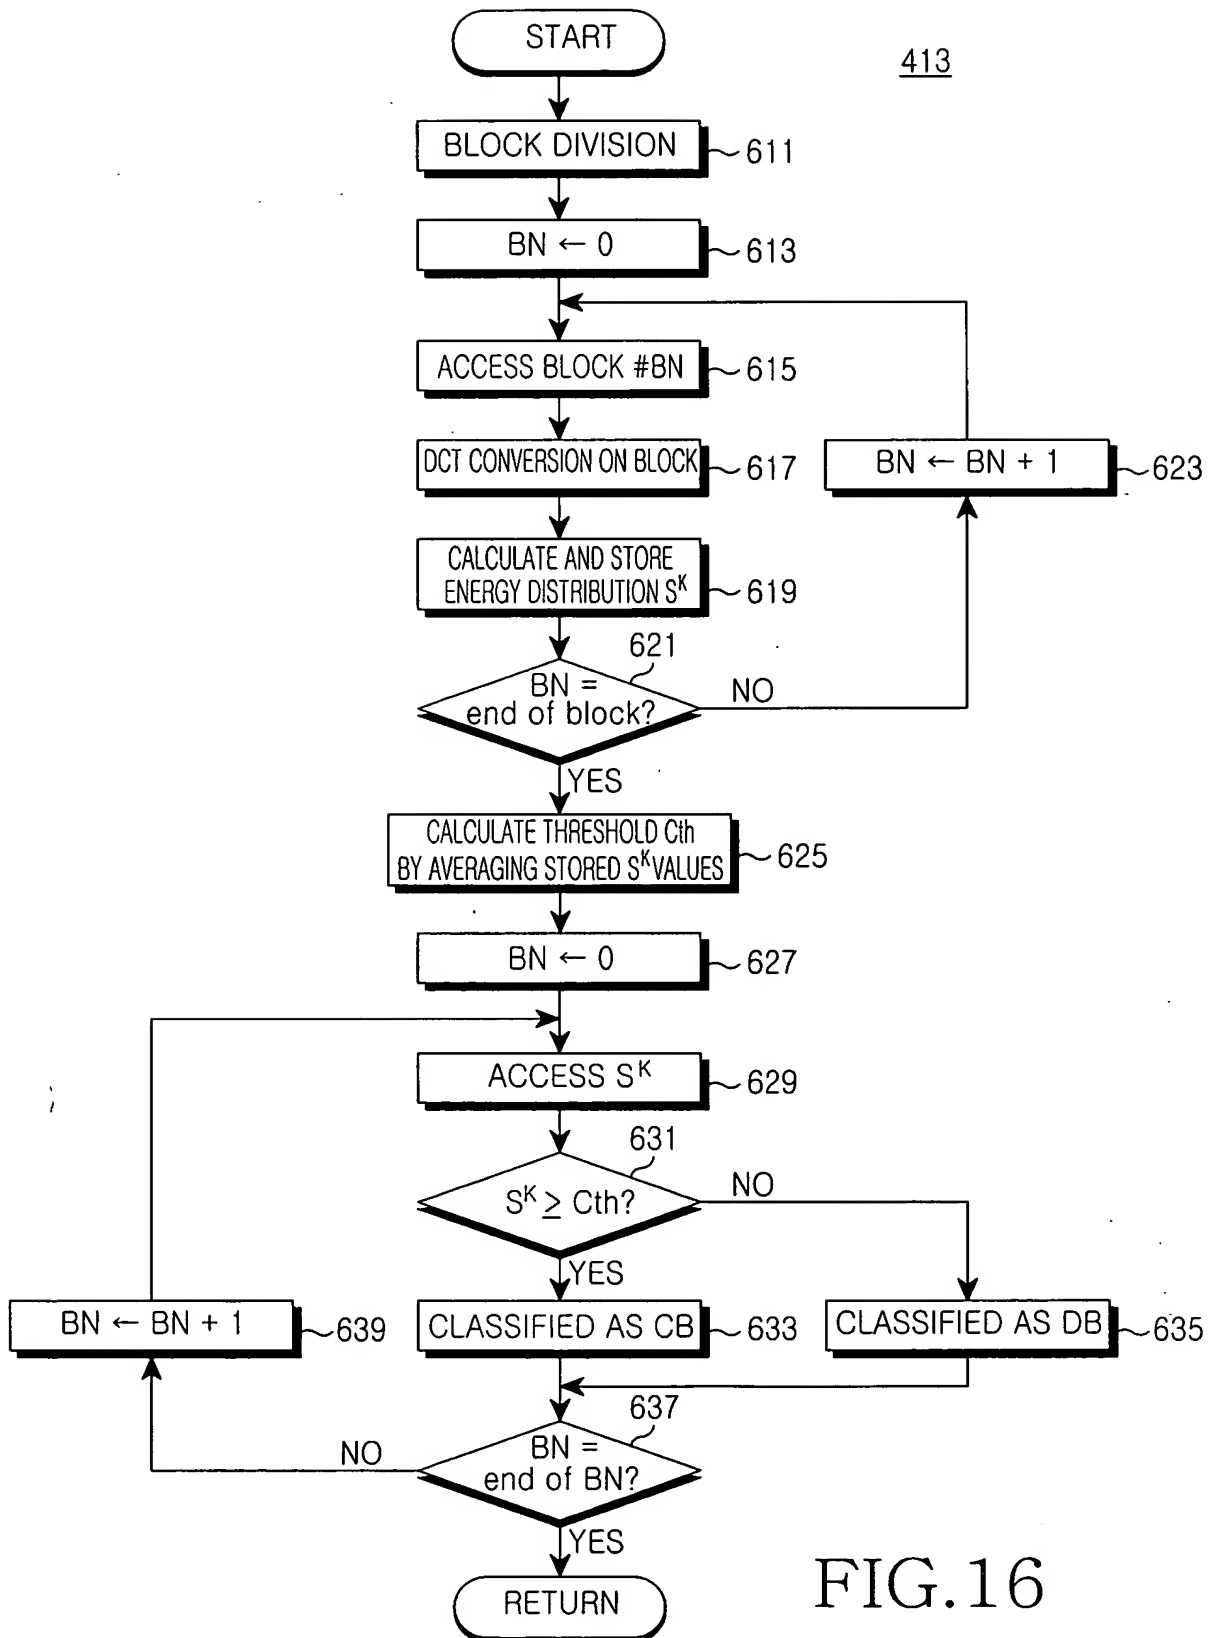 START
413
BLOCK DIVISION
611
BN ← 0
613
ACCESS BLOCK #BN
615
DCT CONVERSION ON BLOCK
617
BN ← BN + 1
623
CALCULATE AND STORE
ENERGY DISTRIBUTION S^K
619
621
BN =
end of block?
NO
YES
CALCULATE THRESHOLD Cth
BY AVERAGING STORED S^K VALUES
625
BN ← 0
627
ACCESS S^K
629
631
S^K ≥ Cth?
NO
YES
BN ← BN + 1
639
CLASSIFIED AS CB
633
CLASSIFIED AS DB
635
637
BN =
end of BN?
NO
YES
RETURN
FIG.16